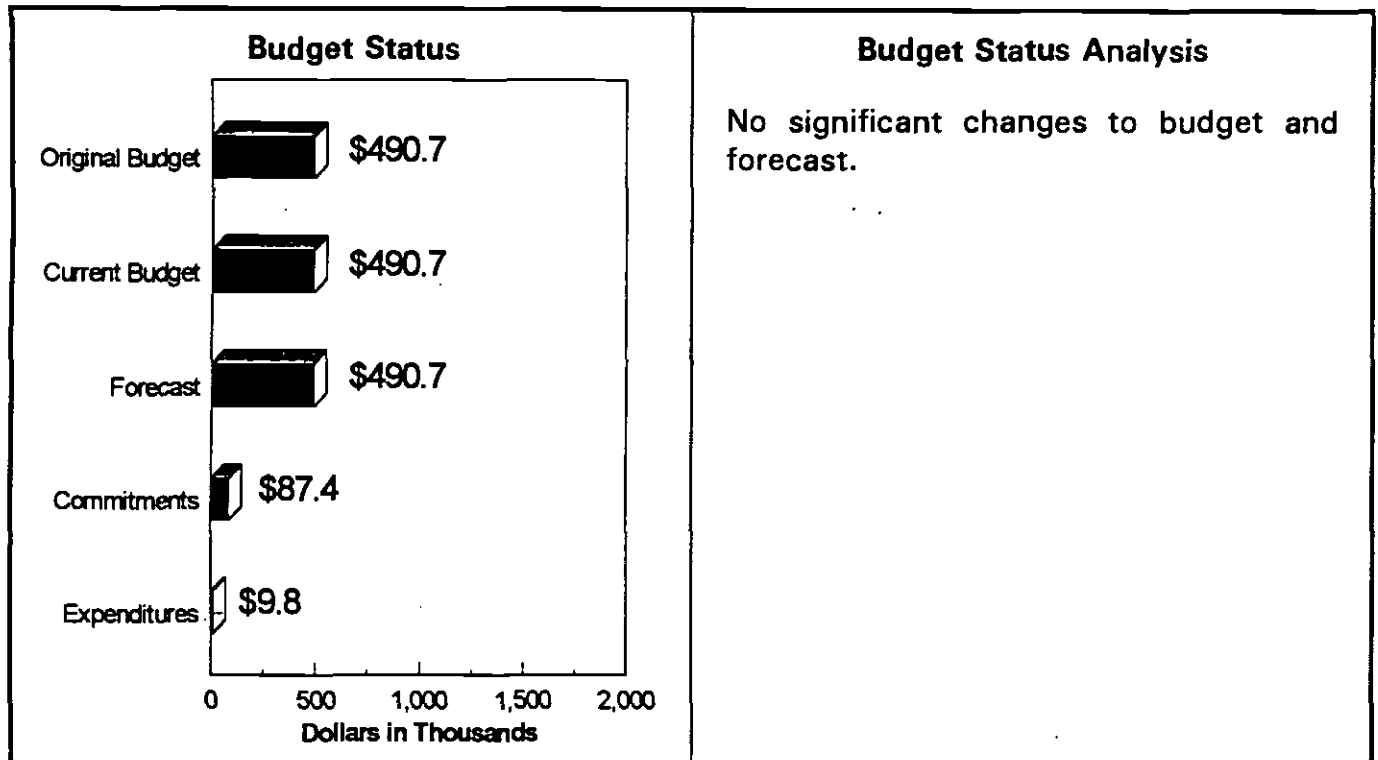 Budget Status
Original Budget $490.7
Current Budget $490.7
Forecast $490.7
Commitments $87.4
Expenditures $9.8
0 500 1,000 1,500 2,000
Dollars in Thousands
Budget Status Analysis
No significant changes to budget and
forecast.